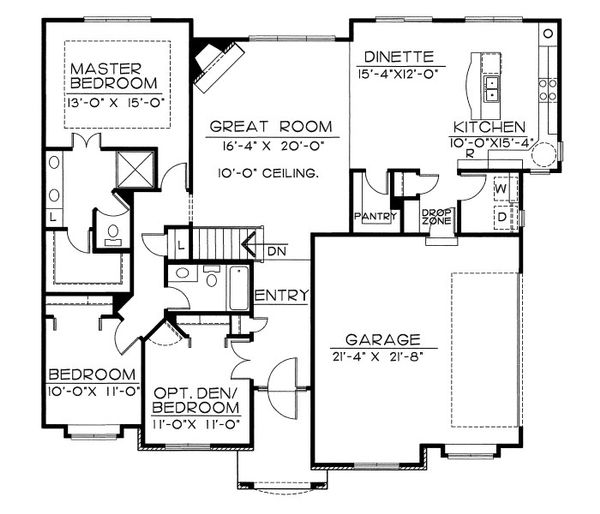 MASTER
BEDROOM
13'-0" X 15'-0"
DINETTE
15'-4"X12'-0"
KITCHEN
10'-0"X15'-4"
R
GREAT ROOM
16'-4" X 20'-0"
10'-0" CEILING.
L
L
DN
PANTRY
DROP
ZONE
W
D
ENTRY
GARAGE
21'-4" X 21'-8"
BEDROOM
10'-0"X 11'-0"
OPT. DEN/
BEDROOM
11'-0"X 11'-0"